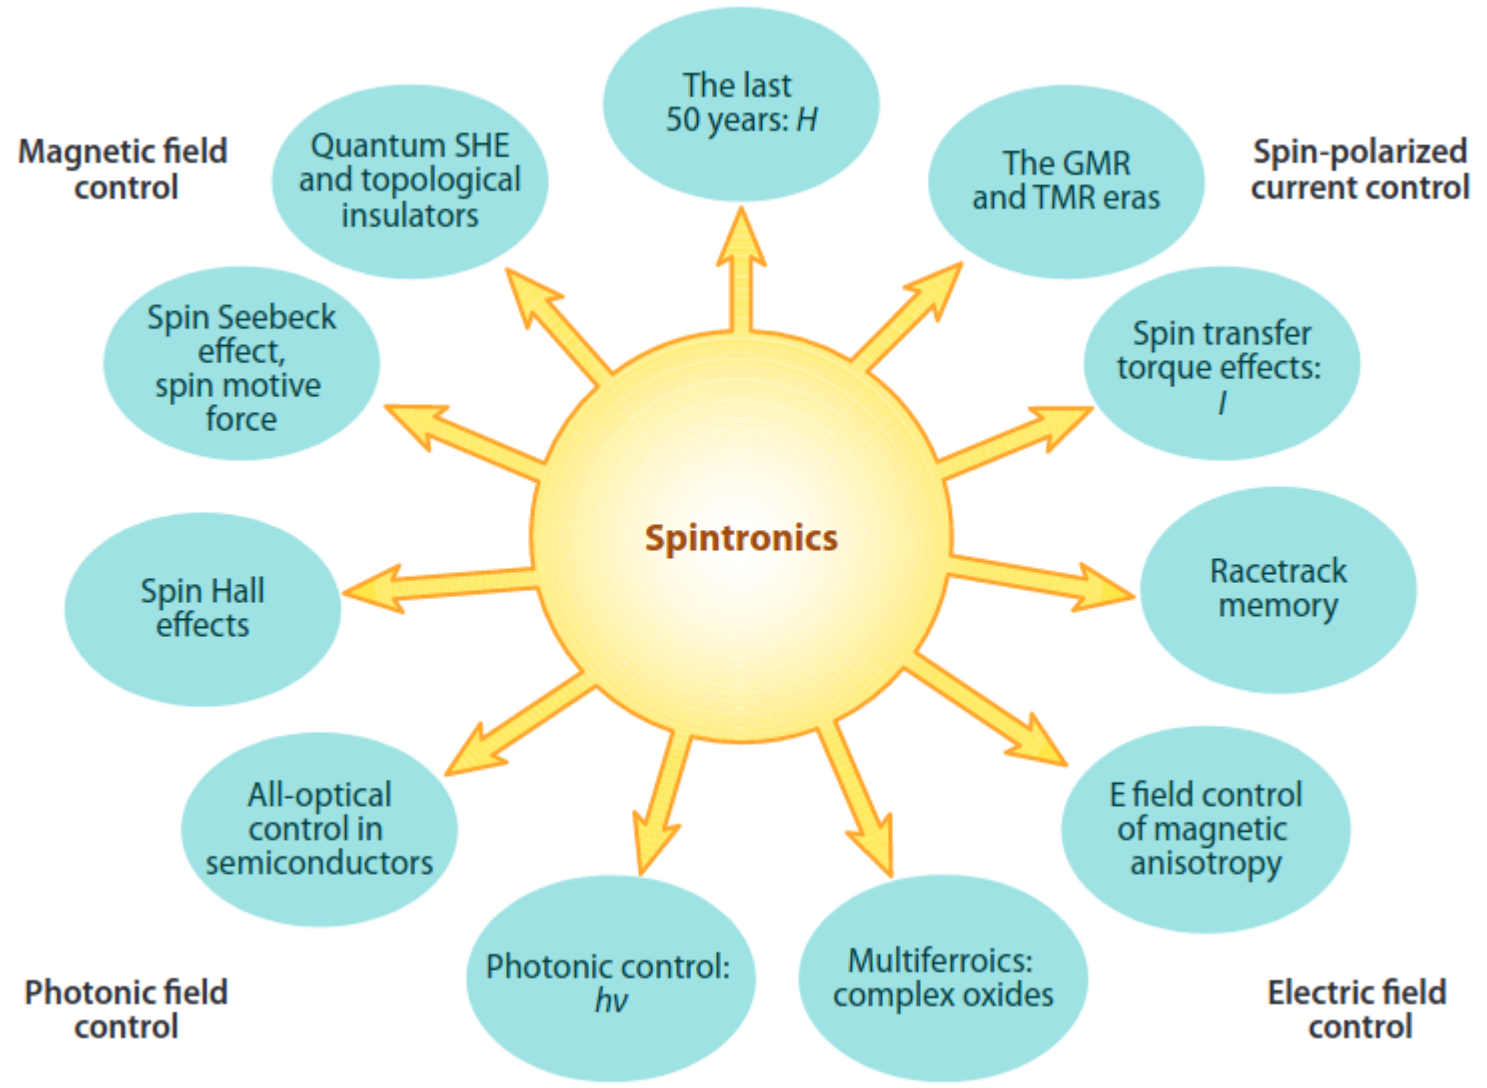 The last
50 years: H
Magnetic field
control
Quantum SHE
and topological
insulators
The GMR
and TMR eras
Spin-polarized
current control
Spin Seebeck
effect,
spin motive
force
Spin transfer
torque effects:
I
Spintronics
Spin Hall
effects
Racetrack
memory
All-optical
control in
semiconductors
E field control
of magnetic
anisotropy
Photonic control:
hν
Multiferroics:
complex oxides
Photonic field
control
Electric field
control